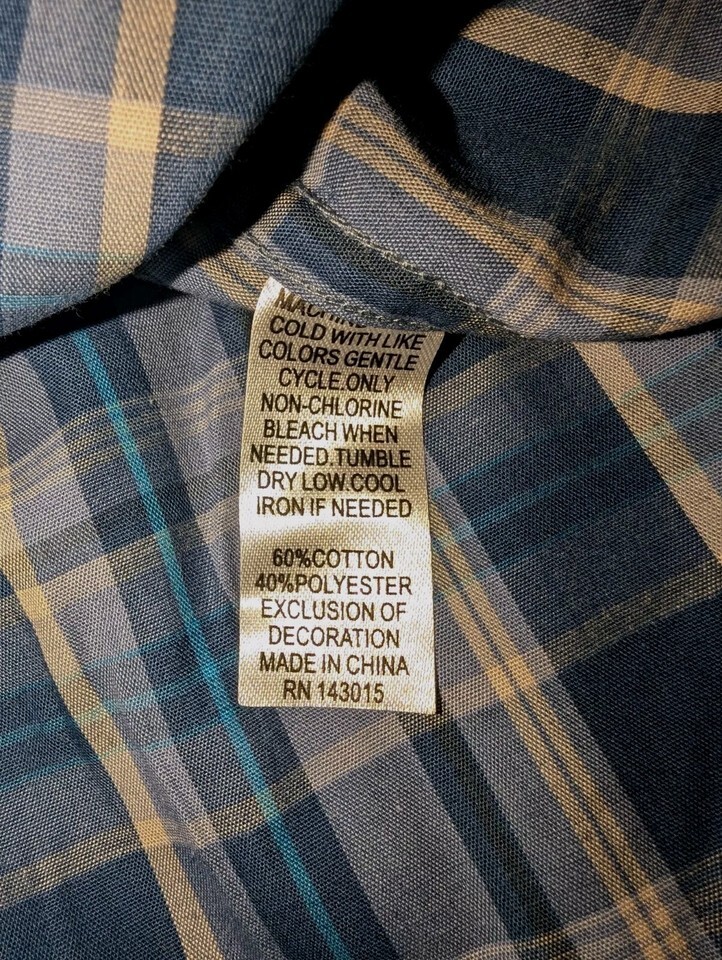 MACHINE
COLD WITH LIKE
COLORS GENTLE
CYCLE.ONLY
NON-CHLORINE
BLEACH WHEN
NEEDED.TUMBLE
DRY LOW.COOL
IRON IF NEEDED
60%COTTON
40%POLYESTER
EXCLUSION OF
DECORATION
MADE IN CHINA
RN 143015